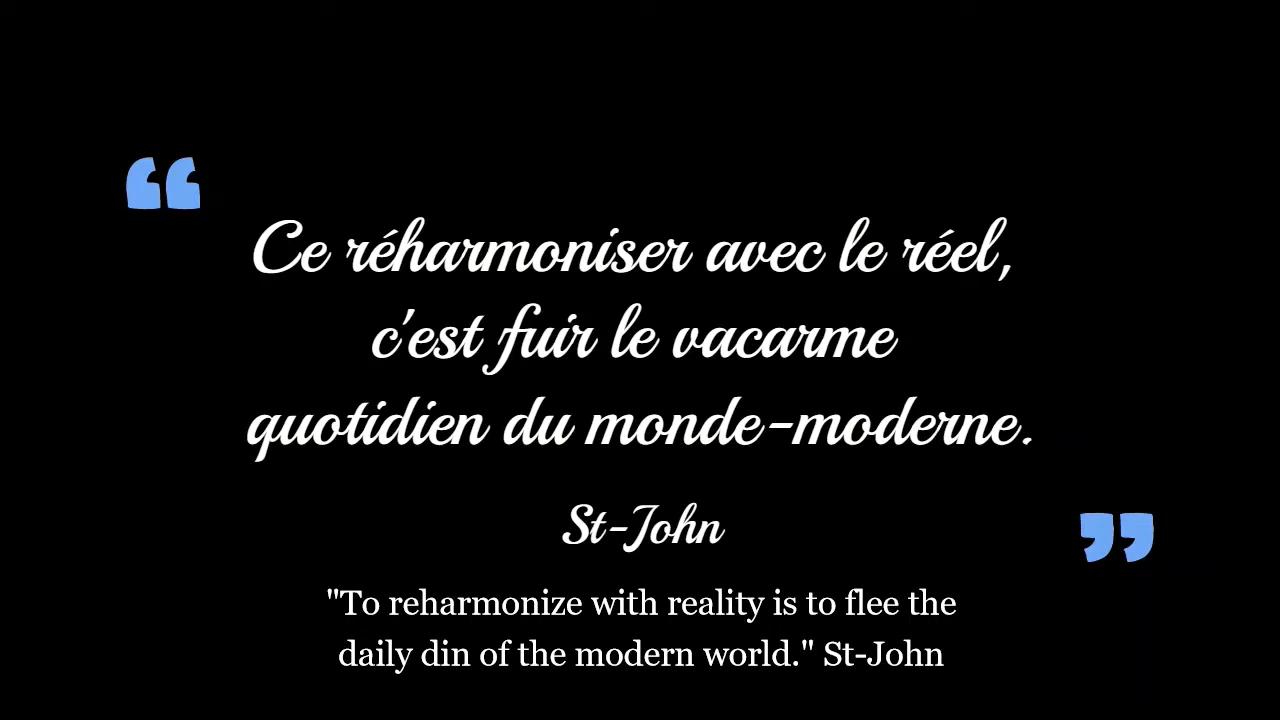 “
Ce réharmoniser avec le réel,
c'est fuir le vacarme
quotidien du monde-moderne.
St-John
”
"To reharmonize with reality is to flee the
daily din of the modern world." St-John